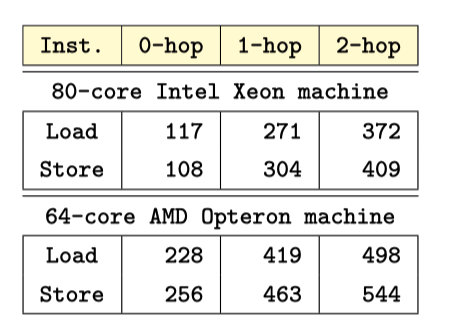 Inst. 0-hop 1-hop 2-hop
80-core Intel Xeon machine
Load 117 271 372
Store 108 304 409
64-core AMD Opteron machine
Load 228 419 498
Store 256 463 544